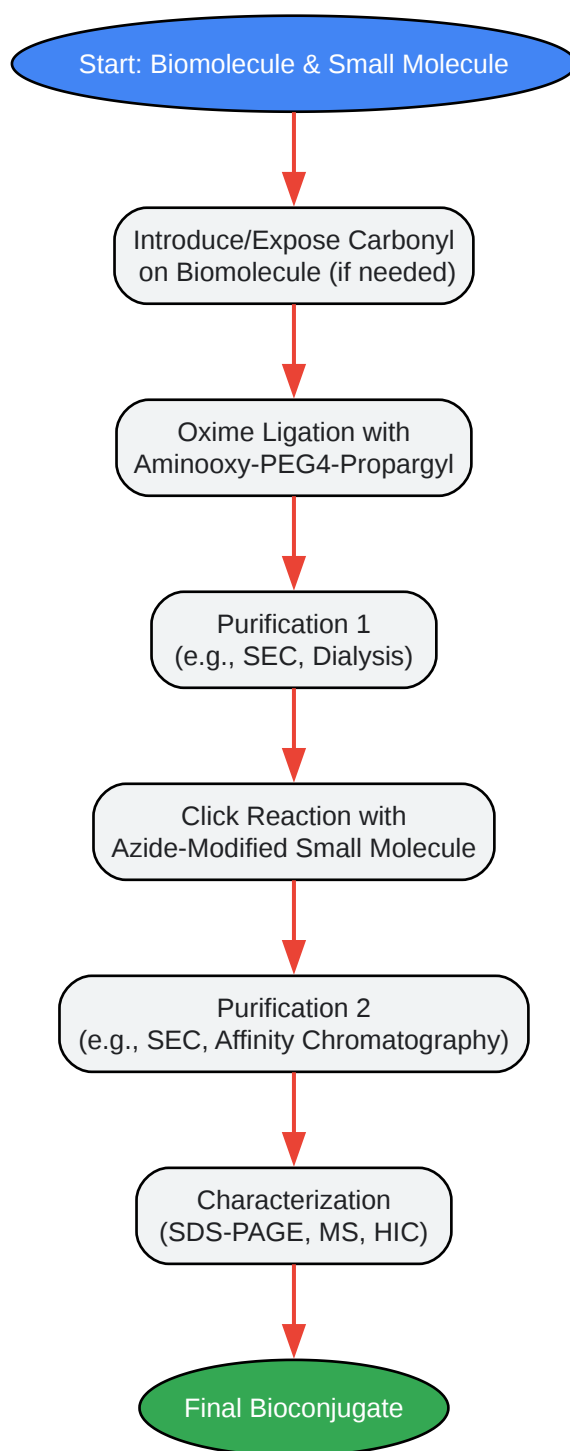 Start: Biomolecule & Small Molecule
Introduce/Expose Carbonyl
on Biomolecule (if needed)
Oxime Ligation with
Aminooxy-PEG4-Propargyl
Purification 1
(e.g., SEC, Dialysis)
Click Reaction with
Azide-Modified Small Molecule
Purification 2
(e.g., SEC, Affinity Chromatography)
Characterization
(SDS-PAGE, MS, HIC)
Final Bioconjugate